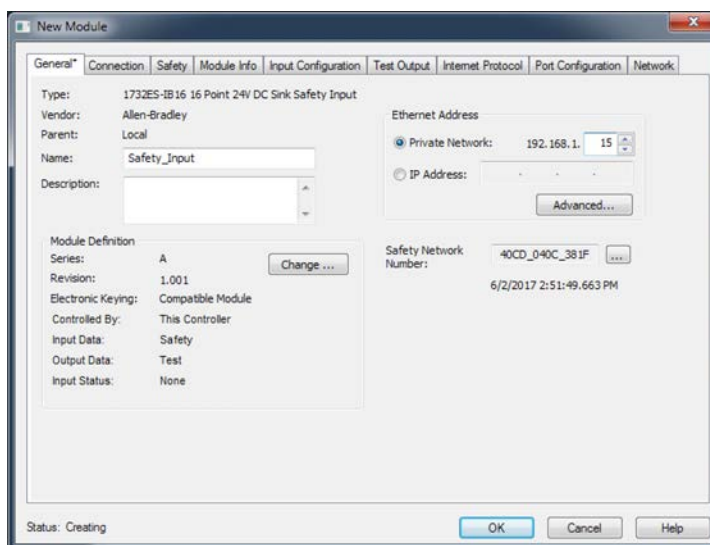 New Module
General* Connection Safety Module Info Input Configuration Test Output Internet Protocol Port Configuration Network
Type: 1732ES-IB16 16 Point 24V DC Sink Safety Input
Vendor: Allen-Bradley
Parent: Local
Name: Safety_Input
Description:
Ethernet Address
Private Network: 192.168.1. 15
IP Address: . . .
Advanced...
Module Definition
Series: A
Change ...
Revision: 1.001
Electronic Keying: Compatible Module
Controlled By: This Controller
Input Data: Safety
Output Data: Test
Input Status: None
Safety Network
Number:
40CD_040C_381F ...
6/2/2017 2:51:49.663 PM
Status: Creating
OK Cancel Help